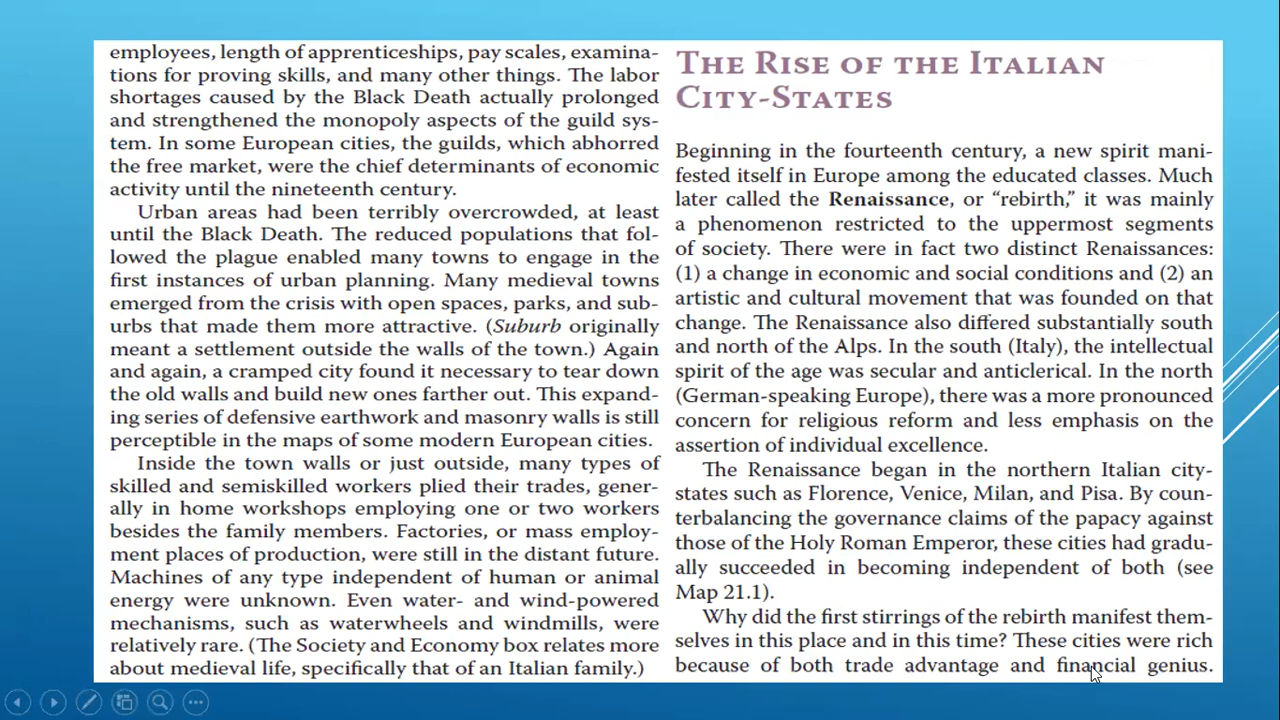 employees, length of apprenticeships, pay scales, examina-
tions for proving skills, and many other things. The labor
shortages caused by the Black Death actually prolonged
and strengthened the monopoly aspects of the guild sys-
tem. In some European cities, the guilds, which abhorred
the free market, were the chief determinants of economic
activity until the nineteenth century.
Urban areas had been terribly overcrowded, at least
until the Black Death. The reduced populations that fol-
lowed the plague enabled many towns to engage in the
first instances of urban planning. Many medieval towns
emerged from the crisis with open spaces, parks, and sub-
urbs that made them more attractive. (Suburb originally
meant a settlement outside the walls of the town.) Again
and again, a cramped city found it necessary to tear down
the old walls and build new ones farther out. This expand-
ing series of defensive earthwork and masonry walls is still
perceptible in the maps of some modern European cities.
Inside the town walls or just outside, many types of
skilled and semiskilled workers plied their trades, gener-
ally in home workshops employing one or two workers
besides the family members. Factories, or mass employ-
ment places of production, were still in the distant future.
Machines of any type independent of human or animal
energy were unknown. Even water- and wind-powered
mechanisms, such as waterwheels and windmills, were
relatively rare. (The Society and Economy box relates more
about medieval life, specifically that of an Italian family.)
THE RISE OF THE ITALIAN
CITY-STATES
Beginning in the fourteenth century, a new spirit mani-
fested itself in Europe among the educated classes. Much
later called the Renaissance, or “rebirth,” it was mainly
a phenomenon restricted to the uppermost segments
of society. There were in fact two distinct Renaissances:
(1) a change in economic and social conditions and (2) an
artistic and cultural movement that was founded on that
change. The Renaissance also differed substantially south
and north of the Alps. In the south (Italy), the intellectual
spirit of the age was secular and anticlerical. In the north
(German-speaking Europe), there was a more pronounced
concern for religious reform and less emphasis on the
assertion of individual excellence.
The Renaissance began in the northern Italian city-
states such as Florence, Venice, Milan, and Pisa. By coun-
terbalancing the governance claims of the papacy against
those of the Holy Roman Emperor, these cities had gradu-
ally succeeded in becoming independent of both (see
Map 21.1).
Why did the first stirrings of the rebirth manifest them-
selves in this place and in this time? These cities were rich
because of both trade advantage and financial genius.